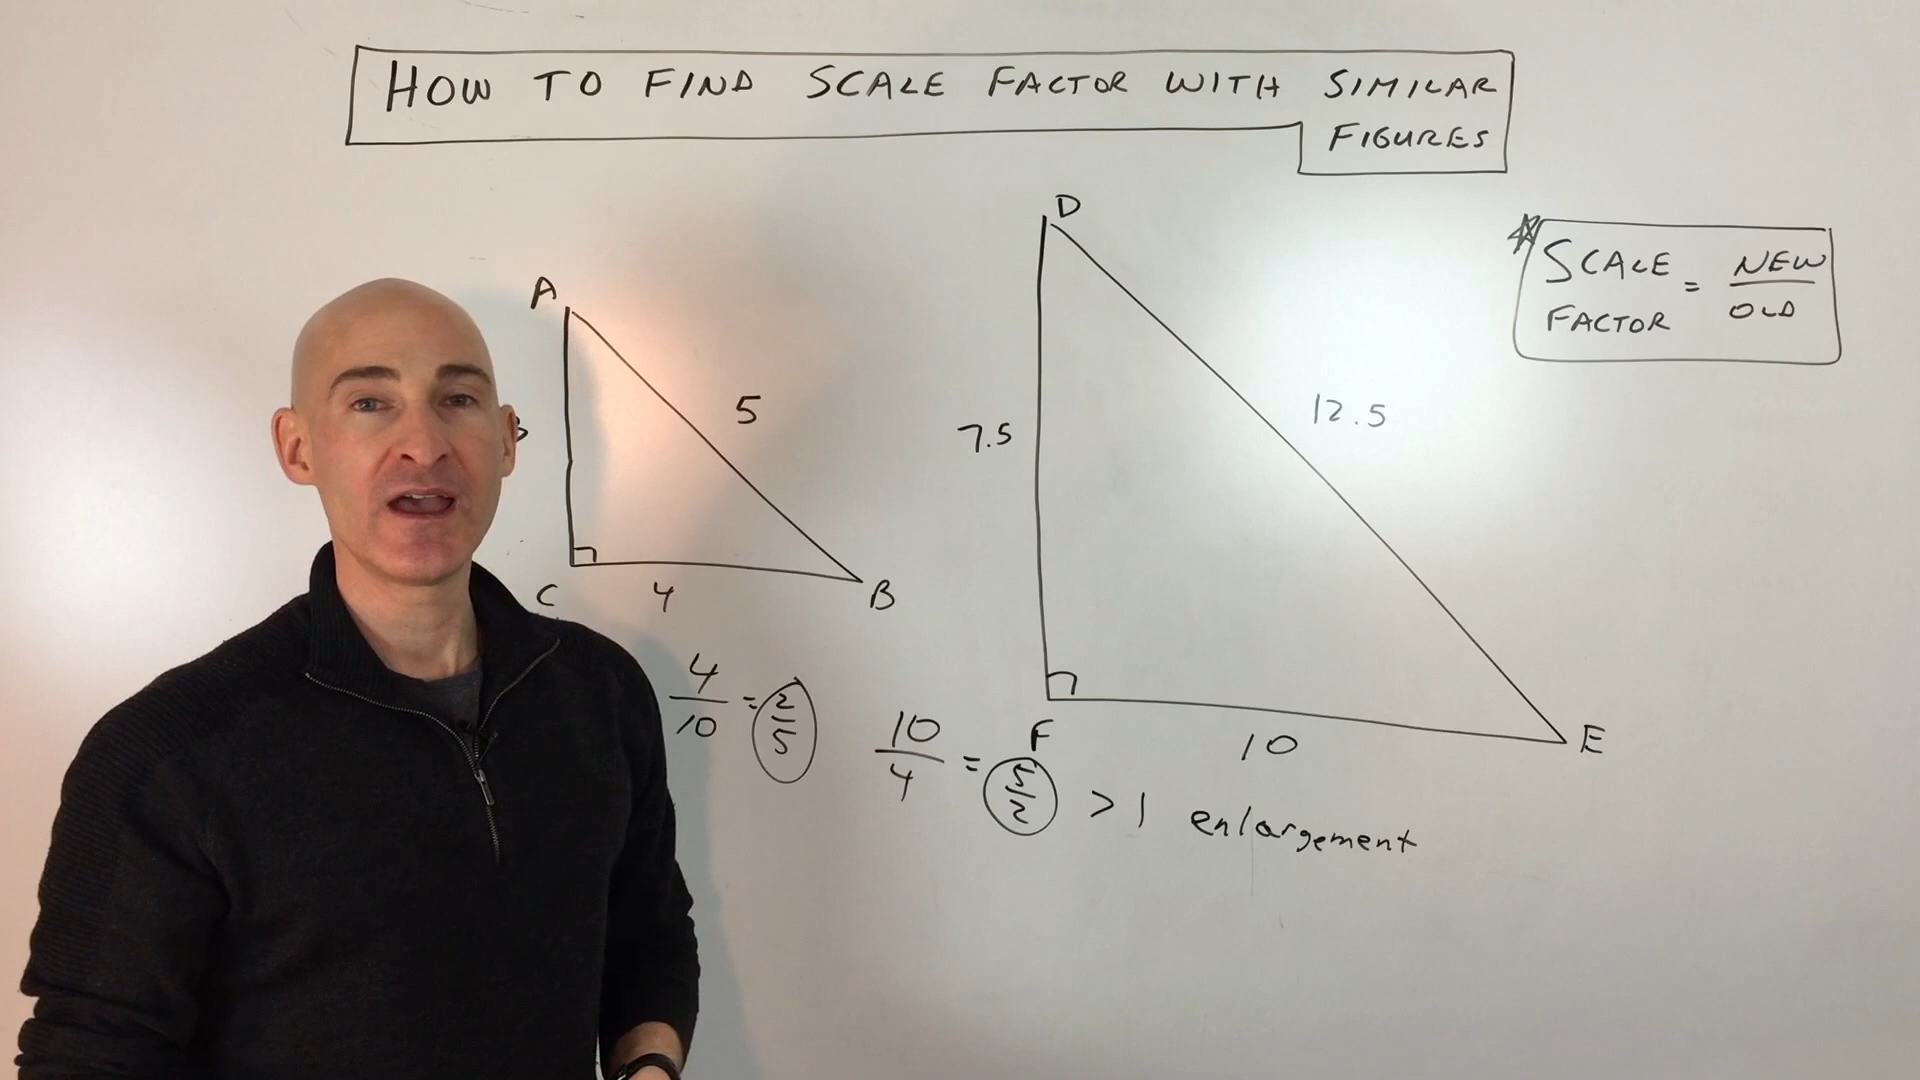 HOW TO FIND SCALE FACTOR WITH SIMILAR
FIGURES
SCALE FACTOR = NEW/OLD
A
5
C
4
B
D
7.5
12.5
F
10
E
4/10 = 2/5
10/4 = 5/2 > 1 enlargement